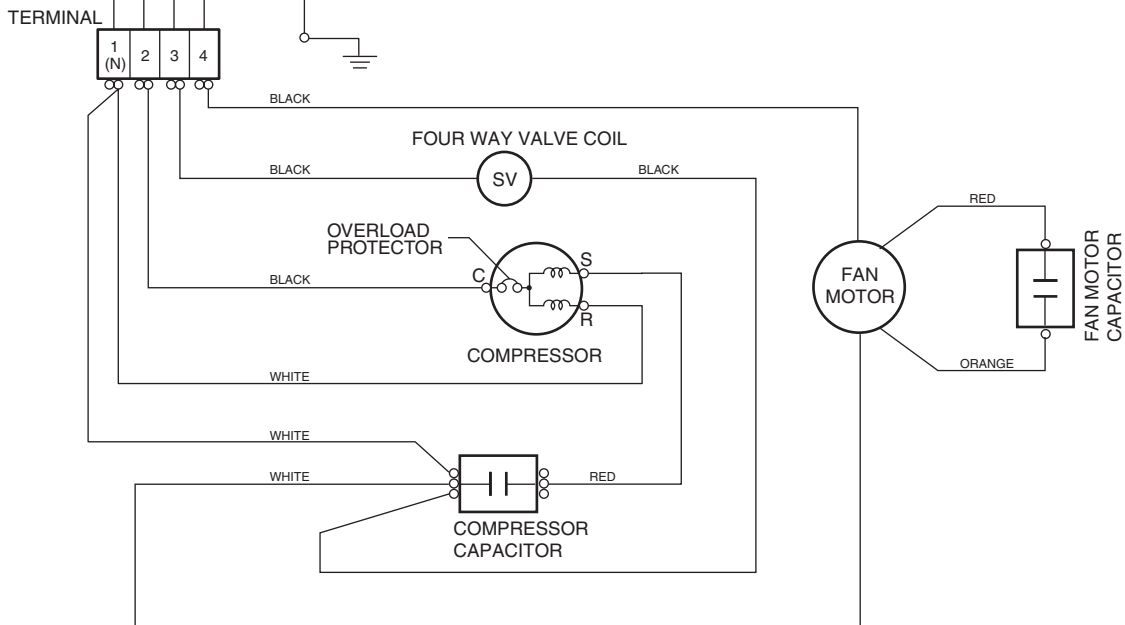 TERMINAL
1
(N)
2
3
4
BLACK
FOUR WAY VALVE COIL
BLACK
SV
BLACK
RED
OVERLOAD
PROTECTOR
S
C
BLACK
R
COMPRESSOR
FAN
MOTOR
FAN MOTOR
CAPACITOR
ORANGE
WHITE
WHITE
WHITE
RED
COMPRESSOR
CAPACITOR